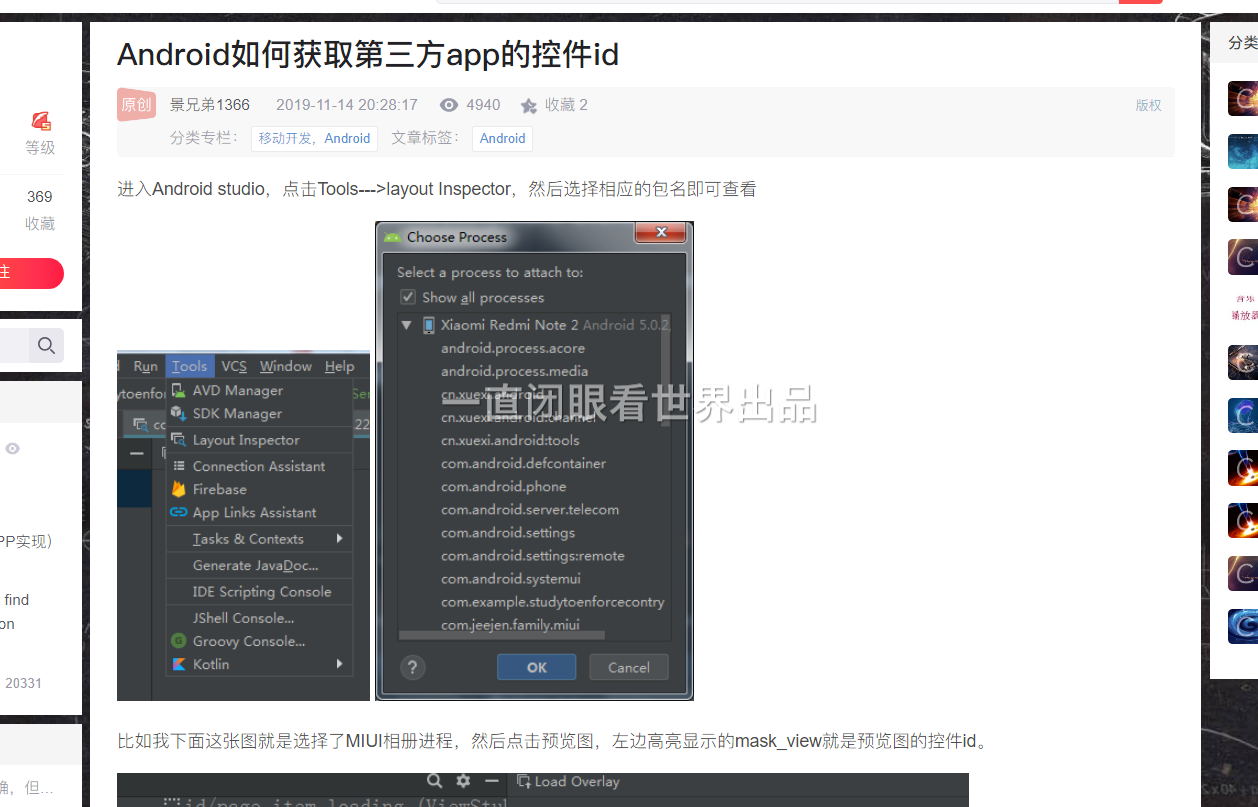 Android如何获取第三方app的控件id
原创 景兄弟1366 2019-11-14 20:28:17 4940 收藏 2 版权
分类专栏： 移动开发，Android 文章标签： Android
进入Android studio，点击Tools--->layout Inspector，然后选择相应的包名即可查看
Run Tools VCS Window Help
AVD Manager
SDK Manager
Layout Inspector
Connection Assistant
Firebase
App Links Assistant
Tasks & Contexts
Generate JavaDoc...
IDE Scripting Console
JShell Console...
Groovy Console...
Kotlin
Choose Process
Select a process to attach to:
Show all processes
Xiaomi Redmi Note 2 Android 5.0.2,
android.process.acore
android.process.media
cn.xuexi.android
cn.xuexi.android:channel
cn.xuexi.android:tools
com.android.defcontainer
com.android.phone
com.android.server.telecom
com.android.settings
com.android.settings:remote
com.android.systemui
com.example.studytoenforcecontry
com.jeejen.family.miui
? OK Cancel
一直闭眼看世界出品
比如我下面这张图就是选择了MIUI相册进程，然后点击预览图，左边高亮显示的mask_view就是预览图的控件id。
Load Overlay
等级
369
收藏
注
PP实现）
find
on
20331
确，但...
分类
音乐
播放器